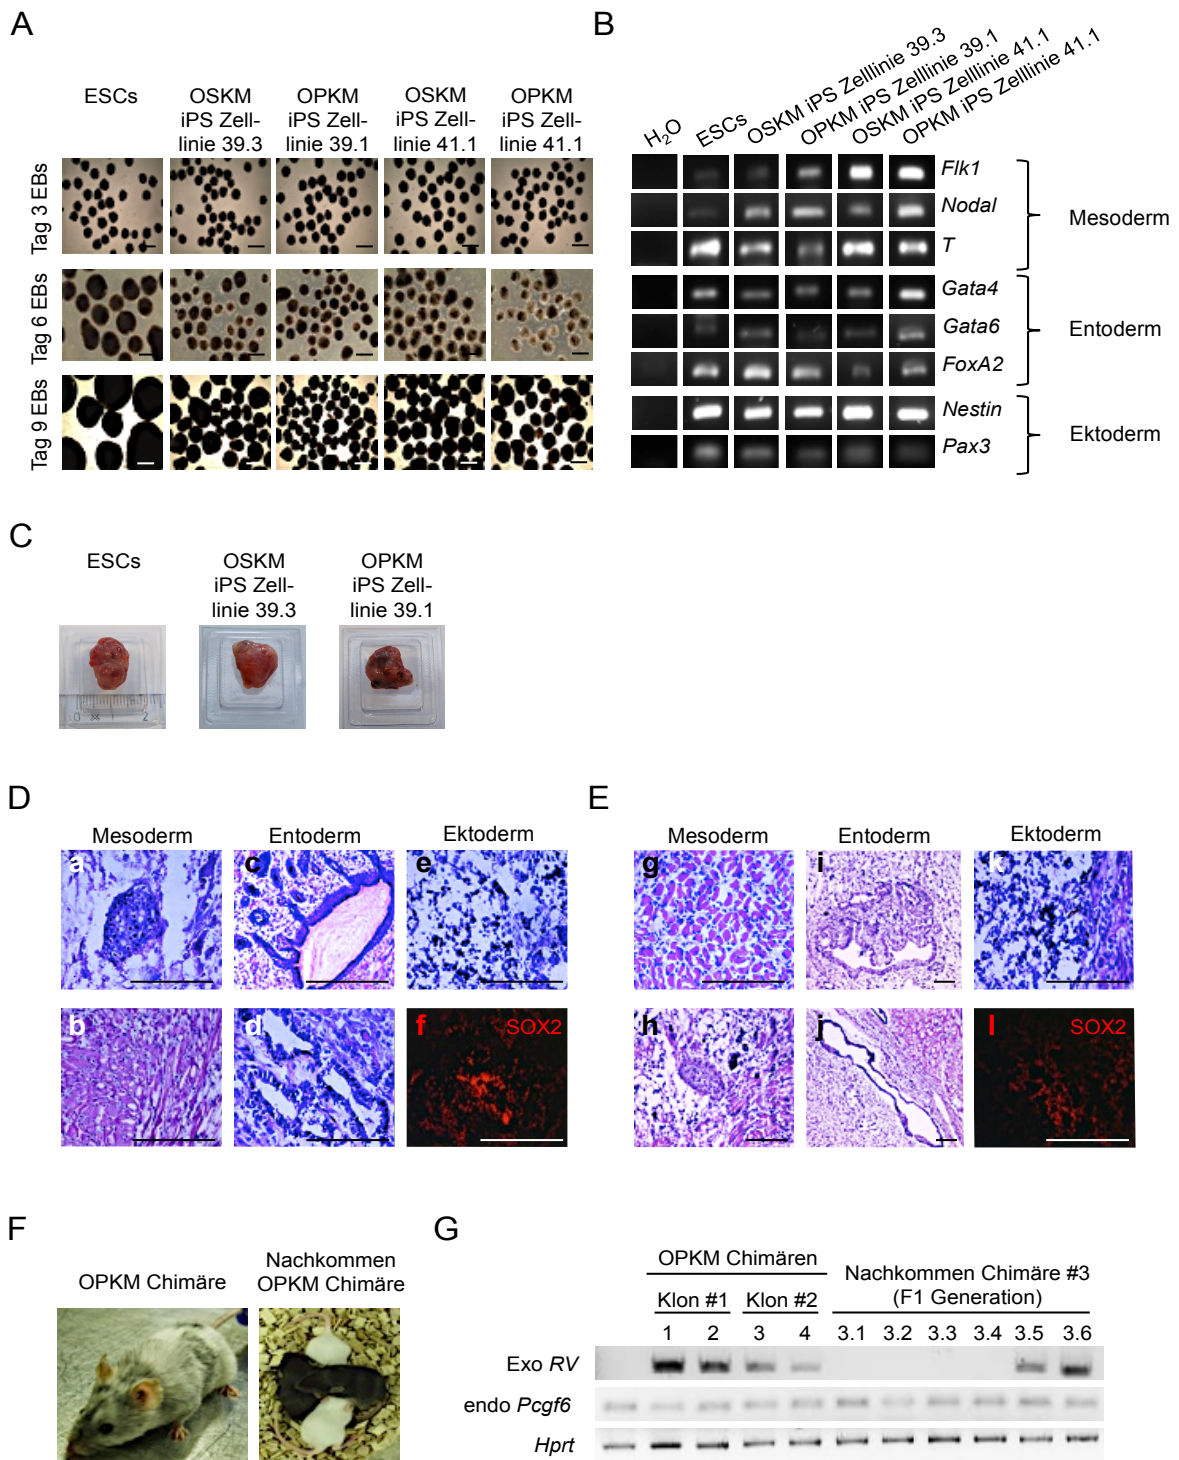 A
B
ESCs
OSKM
iPS Zell-
linie 39.3
OPKM
iPS Zell-
linie 39.1
OSKM
iPS Zell-
linie 41.1
OPKM
iPS Zell-
linie 41.1
Tag 3 EBs
Tag 6 EBs
Tag 9 EBs
H2O
ESCs
OSKM iPS Zelllinie 39.3
OPKM iPS Zelllinie 39.1
OSKM iPS Zelllinie 41.1
OPKM iPS Zelllinie 41.1
Flk1
Nodal
T
Mesoderm
Gata4
Gata6
FoxA2
Entoderm
Nestin
Pax3
Ektoderm
C
ESCs
OSKM
iPS Zell-
linie 39.3
OPKM
iPS Zell-
linie 39.1
0
1
2
D
Mesoderm
Entoderm
Ektoderm
a
c
e
b
d
f
SOX2
E
Mesoderm
Entoderm
Ektoderm
g
i
k
h
j
l
SOX2
F
OPKM Chimäre
Nachkommen
OPKM Chimäre
G
OPKM Chimären
Nachkommen Chimäre #3
(F1 Generation)
Klon #1
Klon #2
1 2 3 4 3.1 3.2 3.3 3.4 3.5 3.6
Exo RV
endo Pcgf6
Hprt